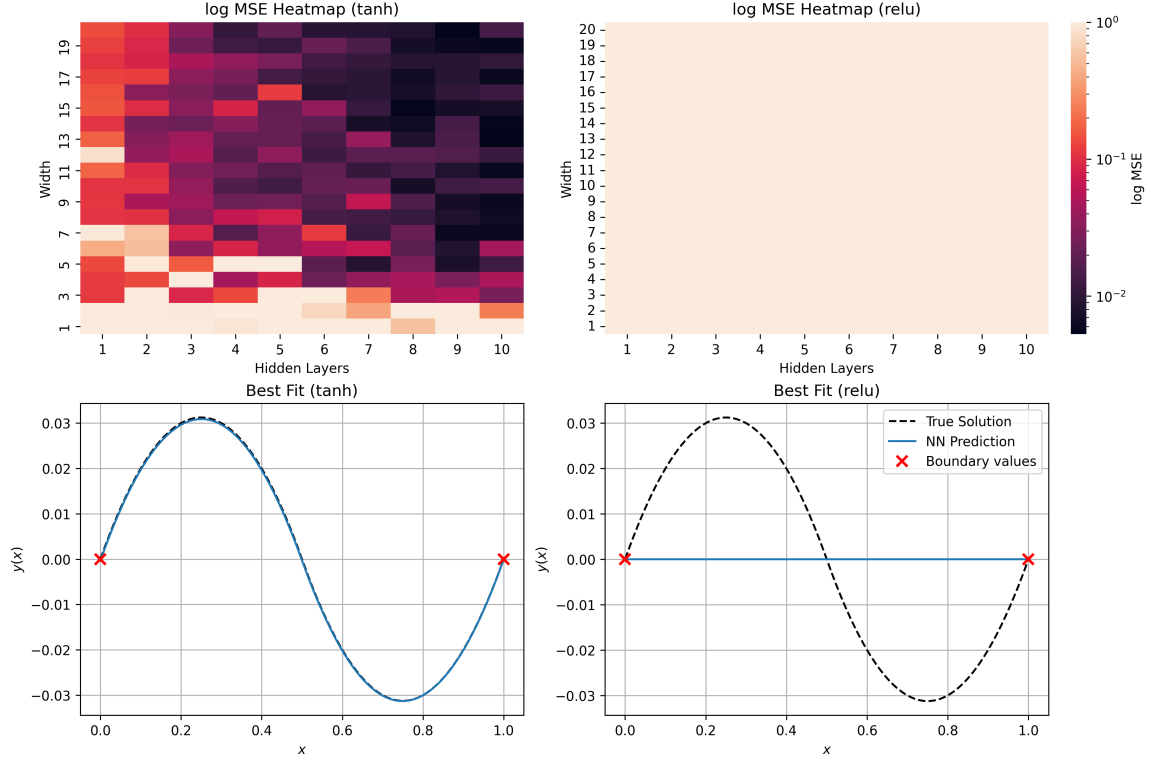 log MSE Heatmap (tanh)
19
17
15
13
11
9
7
5
3
1
Width
1 2 3 4 5 6 7 8 9 10
Hidden Layers
log MSE Heatmap (relu)
20
19
18
17
16
15
14
13
12
11
10
9
8
7
6
5
4
3
2
1
Width
1 2 3 4 5 6 7 8 9 10
Hidden Layers
10⁰
10⁻¹
10⁻²
log MSE
Best Fit (tanh)
0.03
0.02
0.01
0.00
−0.01
−0.02
−0.03
y(x)
0.0 0.2 0.4 0.6 0.8 1.0
x
Best Fit (relu)
0.03
0.02
0.01
0.00
−0.01
−0.02
−0.03
y(x)
True Solution
NN Prediction
Boundary values
0.0 0.2 0.4 0.6 0.8 1.0
x